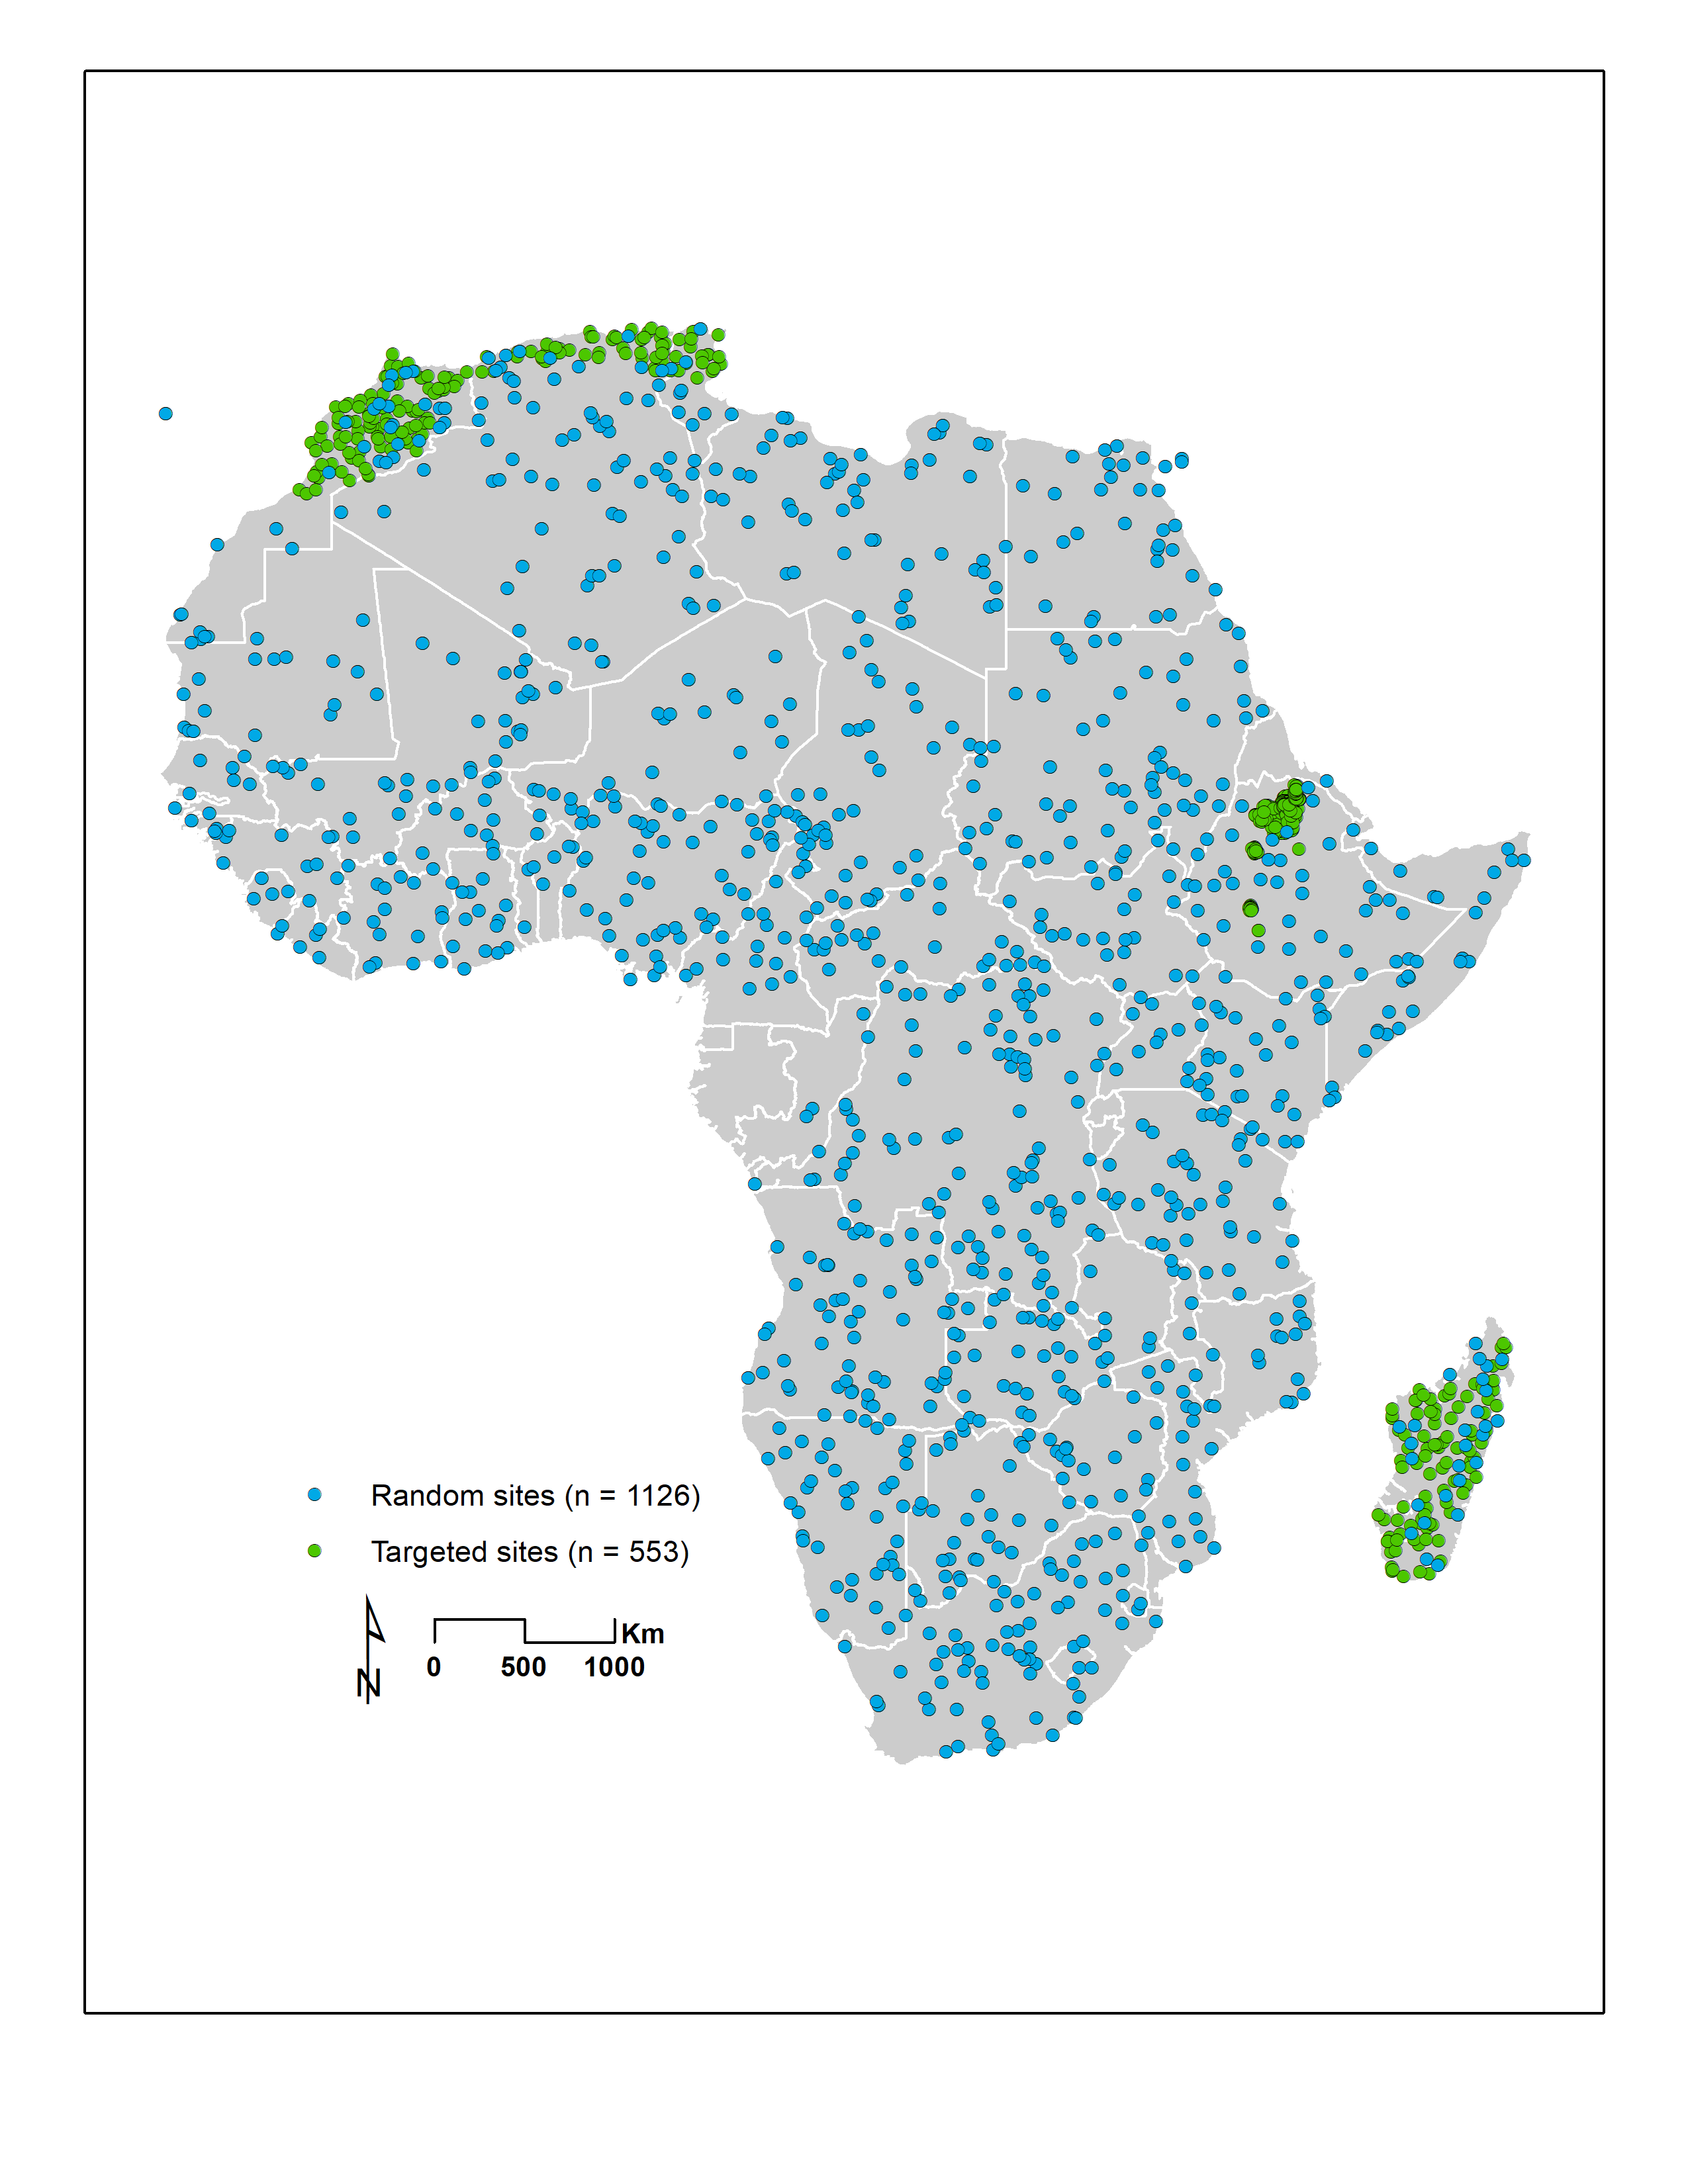 Random sites (n = 1126)
Targeted sites (n = 553)
Km
0 500 1000
N